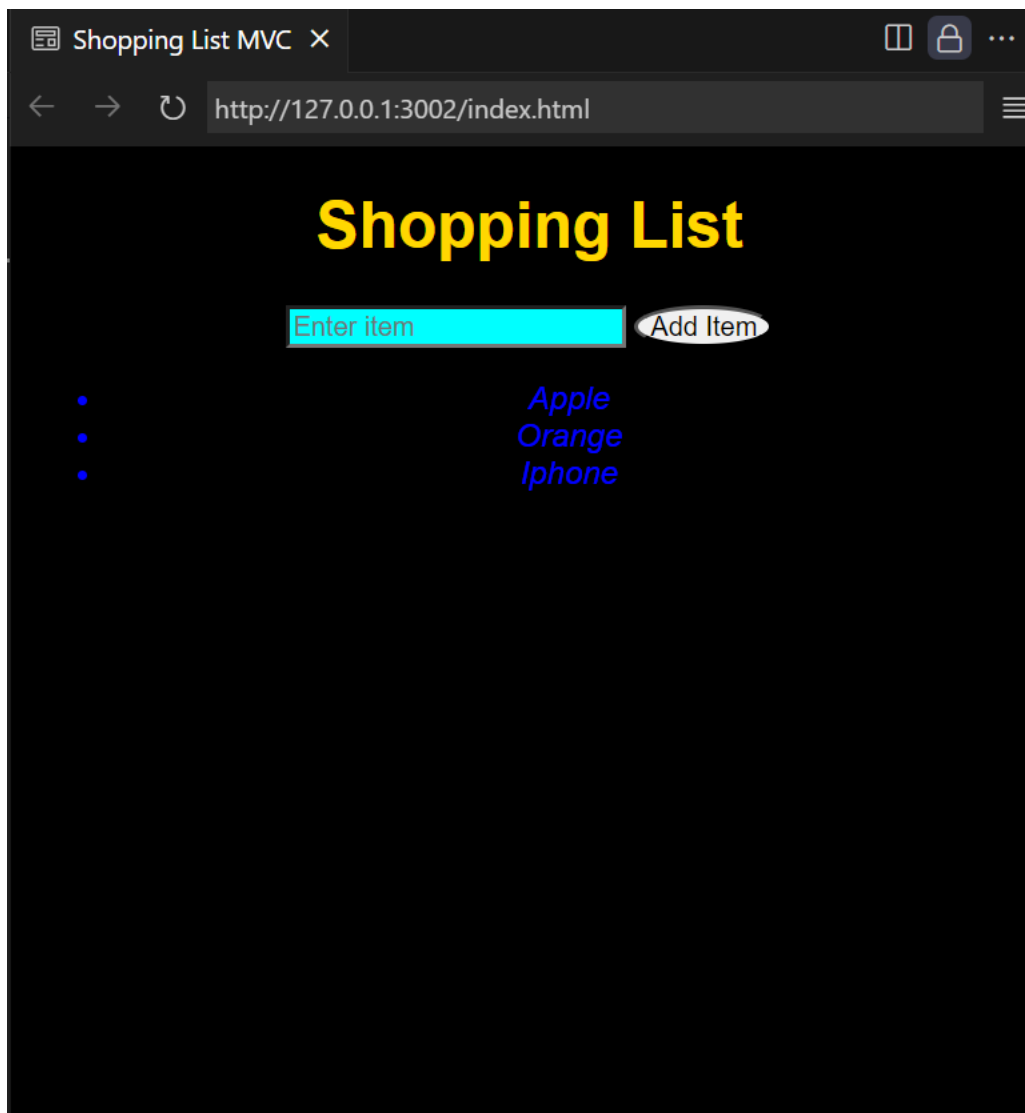 Shopping List MVC
http://127.0.0.1:3002/index.html
Shopping List
Enter item Add Item
Apple
Orange
Iphone